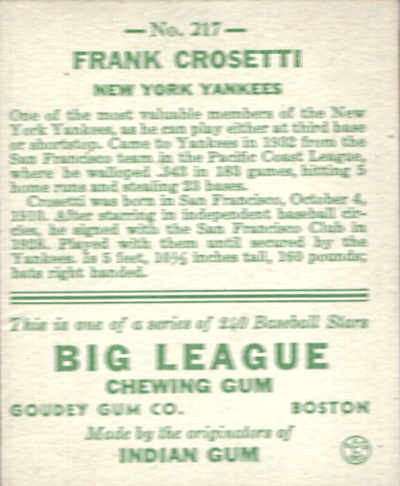 — No. 217 —
FRANK CROSETTI
NEW YORK YANKEES
One of the most valuable members of the New
York Yankees, as he can play either at third base
or shortstop. Came to Yankees in 1932 from the
San Francisco team in the Pacific Coast League,
where he walloped .343 in 183 games, hitting 5
home runs and stealing 23 bases.
Crosetti was born in San Francisco, October 4,
1910. After starring in independent baseball cir-
cles, he signed with the San Francisco Club in
1928. Played with them until secured by the
Yankees. Is 5 feet, 10½ inches tall, 160 pounds;
bats right handed.
This is one of a series of 240 Baseball Stars
BIG LEAGUE
CHEWING GUM
GOUDEY GUM CO. BOSTON
Made by the originators of
INDIAN GUM